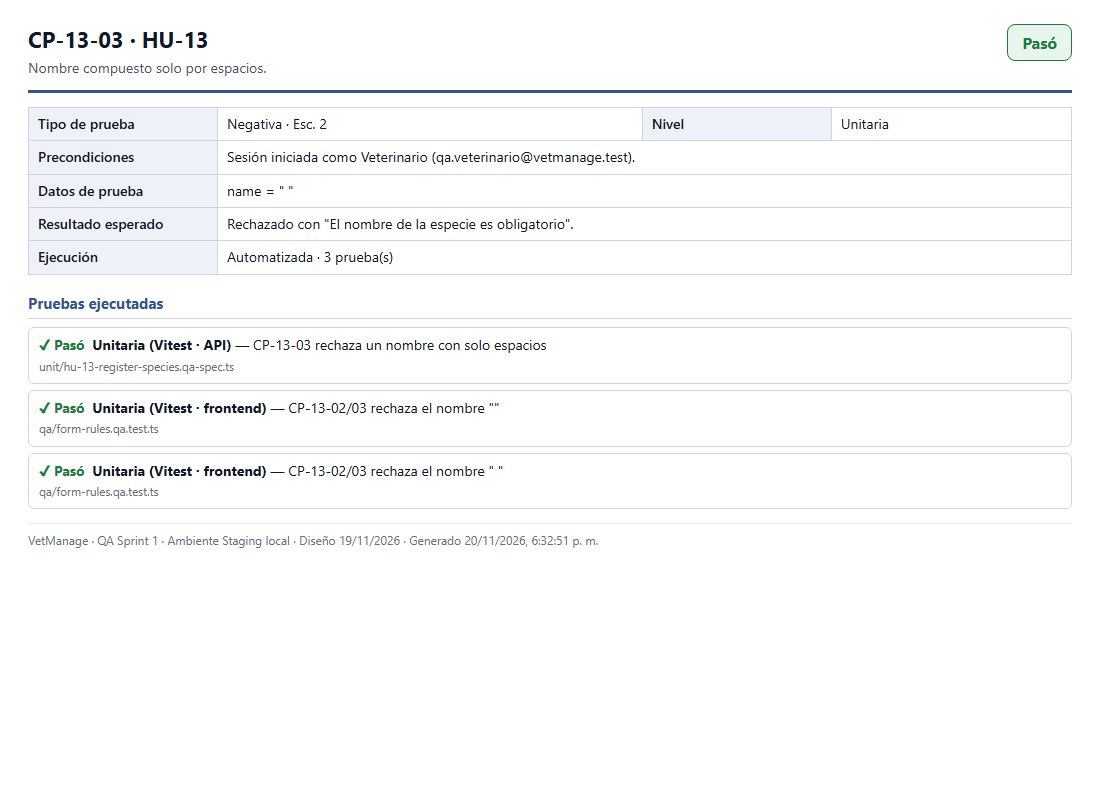 CP-13-03 · HU-13
Pasó
Nombre compuesto solo por espacios.
Tipo de prueba Negativa · Esc. 2 Nivel Unitaria
Precondiciones Sesión iniciada como Veterinario (qa.veterinario@vetmanage.test).
Datos de prueba name = " "
Resultado esperado Rechazado con "El nombre de la especie es obligatorio".
Ejecución Automatizada · 3 prueba(s)
Pruebas ejecutadas
✓ Pasó Unitaria (Vitest · API) — CP-13-03 rechaza un nombre con solo espacios
unit/hu-13-register-species.qa-spec.ts
✓ Pasó Unitaria (Vitest · frontend) — CP-13-02/03 rechaza el nombre ""
qa/form-rules.qa.test.ts
✓ Pasó Unitaria (Vitest · frontend) — CP-13-02/03 rechaza el nombre " "
qa/form-rules.qa.test.ts
VetManage · QA Sprint 1 · Ambiente Staging local · Diseño 19/11/2026 · Generado 20/11/2026, 6:32:51 p. m.